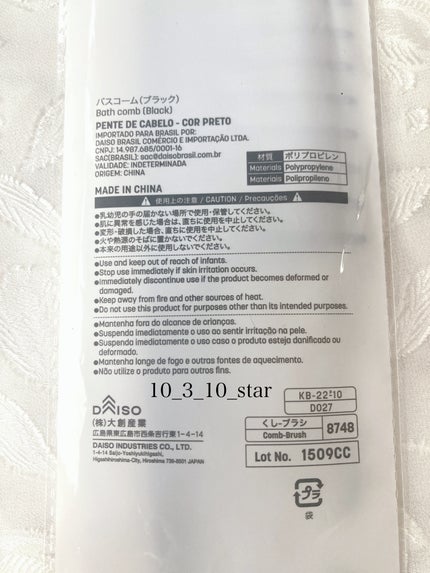 バスコーム(ブラック)
Bath comb (Black)
PENTE DE CABELO - COR PRETO
IMPORTADO PARA BRASIL POR:
DAISO BRASIL COMÉRCIO E IMPORTAÇÃO LTDA.
CNPJ: 14.987.685/0001-16
SAC(BRASIL): sac@daisobrasil.com.br
VALIDADE: INDETERMINADA
ORIGEM: CHINA
材質 ポリプロピレン
Materials Polypropylene
Materiais Polipropileno
MADE IN CHINA
使用上の注意 / CAUTION / Precauções
●乳幼児の手の届かない場所で使用・保管してください。
●肌に異常を感じた場合は、直ちに使用を中止してください。
●変形・破損した場合、直ちに使用を中止してください。
●火や熱源のそばに置かないでください。
●本来の用途以外に使用しないでください。
●Use and keep out of reach of infants.
●Stop use immediately if skin irritation occurs.
●Immediately discontinue use if the product becomes deformed or
damaged.
●Keep away from fire and other sources of heat.
●Do not use this product for purposes other than its intended purposes.
●Mantenha fora do alcance de crianças.
●Suspenda imediatamente o uso ao sentir irritação na pele.
●Suspenda imediatamente o uso caso o produto esteja danificado ou
deformado.
●Mantenha longe de fogo e outras fontes de aquecimento.
●Não utilize o produto para outros fins.
10_3_10_star
DAISO
(株)大創産業
広島県東広島市西条吉行東1-4-14
DAISO INDUSTRIES CO., LTD.
1-4-14 Saijo-Yoshiyukihigashi,
Higashihiroshima-City, Hiroshima 739-8501 JAPAN
KB-22-10
D027
くし・ブラシ
Comb・Brush
8748
Lot No. 1509CC
プラ
袋